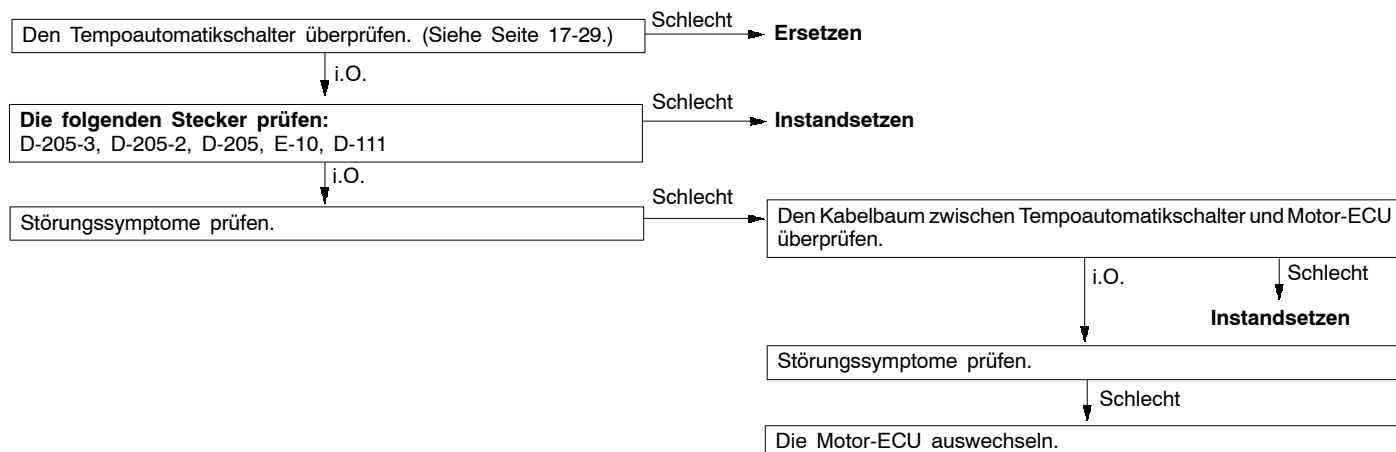 Den Tempoautomatikschalter überprüfen. (Siehe Seite 17-29.)
Schlecht
Ersetzen
i.O.
Die folgenden Stecker prüfen:
D-205-3, D-205-2, D-205, E-10, D-111
Schlecht
Instandsetzen
i.O.
Störungssymptome prüfen.
Schlecht
Den Kabelbaum zwischen Tempoautomatikschalter und Motor-ECU
überprüfen.
i.O.
Schlecht
Instandsetzen
Störungssymptome prüfen.
Schlecht
Die Motor-ECU auswechseln.